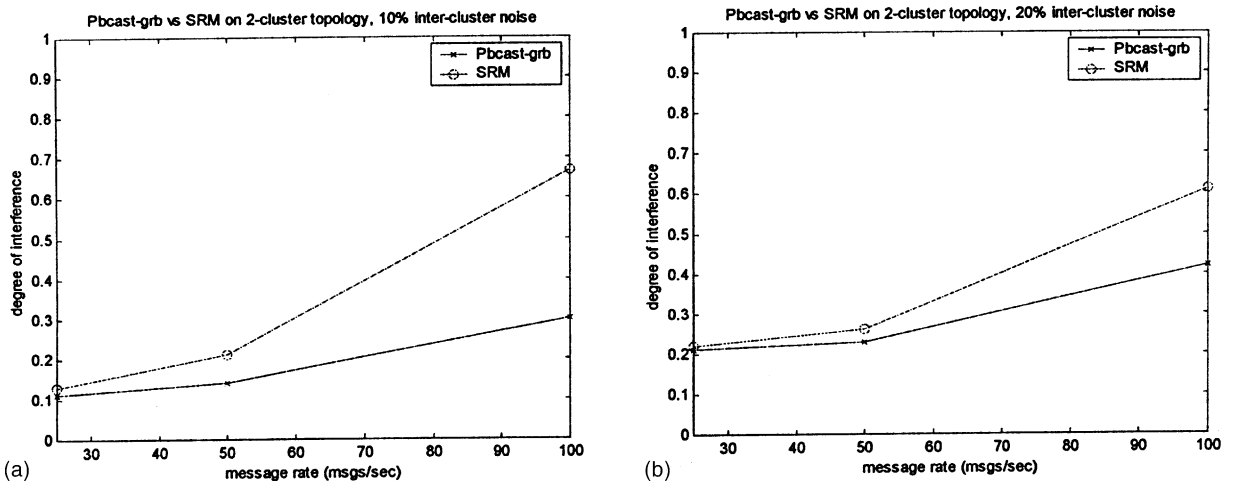 Pbcast-grb vs SRM on 2-cluster topology, 10% inter-cluster noise
1
0.9
0.8
0.7
0.6
0.5
0.4
0.3
0.2
0.1
0
degree of interference
Pbcast-grb
SRM
30 40 50 60 70 80 90 100
message rate (msgs/sec)
(a)
Pbcast-grb vs SRM on 2-cluster topology, 20% inter-cluster noise
1
0.9
0.8
0.7
0.6
0.5
0.4
0.3
0.2
0.1
0
degree of interference
Pbcast-grb
SRM
30 40 50 60 70 80 90 100
message rate (msgs/sec)
(b)